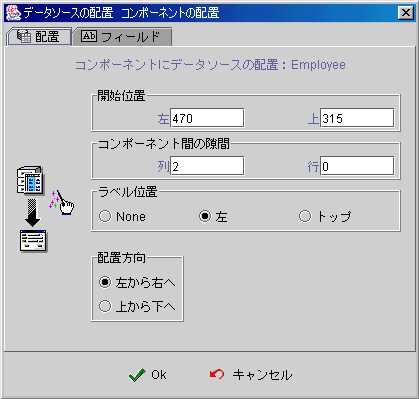 データソースの配置 コンポーネントの配置
配置 Ab フィールド
コンポーネントにデータソースの配置 : Employee
開始位置
左 470 上 315
コンポーネント間の隙間
列 2 行 0
ラベル位置
None 左 トップ
配置方向
左から右へ
上から下へ
Ok キャンセル